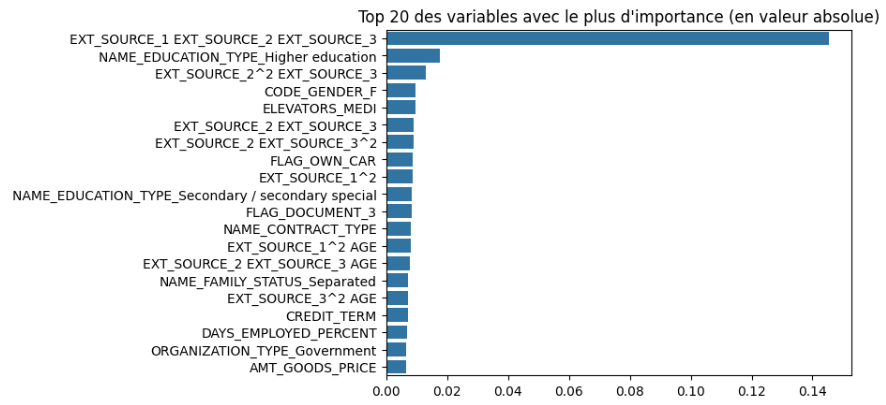 Top 20 des variables avec le plus d'importance (en valeur absolue)
EXT_SOURCE_1 EXT_SOURCE_2 EXT_SOURCE_3
NAME_EDUCATION_TYPE_Higher education
EXT_SOURCE_2^2 EXT_SOURCE_3
CODE_GENDER_F
ELEVATORS_MEDI
EXT_SOURCE_2 EXT_SOURCE_3
EXT_SOURCE_2 EXT_SOURCE_3^2
FLAG_OWN_CAR
EXT_SOURCE_1^2
NAME_EDUCATION_TYPE_Secondary / secondary special
FLAG_DOCUMENT_3
NAME_CONTRACT_TYPE
EXT_SOURCE_1^2 AGE
EXT_SOURCE_2 EXT_SOURCE_3 AGE
NAME_FAMILY_STATUS_Separated
EXT_SOURCE_3^2 AGE
CREDIT_TERM
DAYS_EMPLOYED_PERCENT
ORGANIZATION_TYPE_Government
AMT_GOODS_PRICE
0.00 0.02 0.04 0.06 0.08 0.10 0.12 0.14